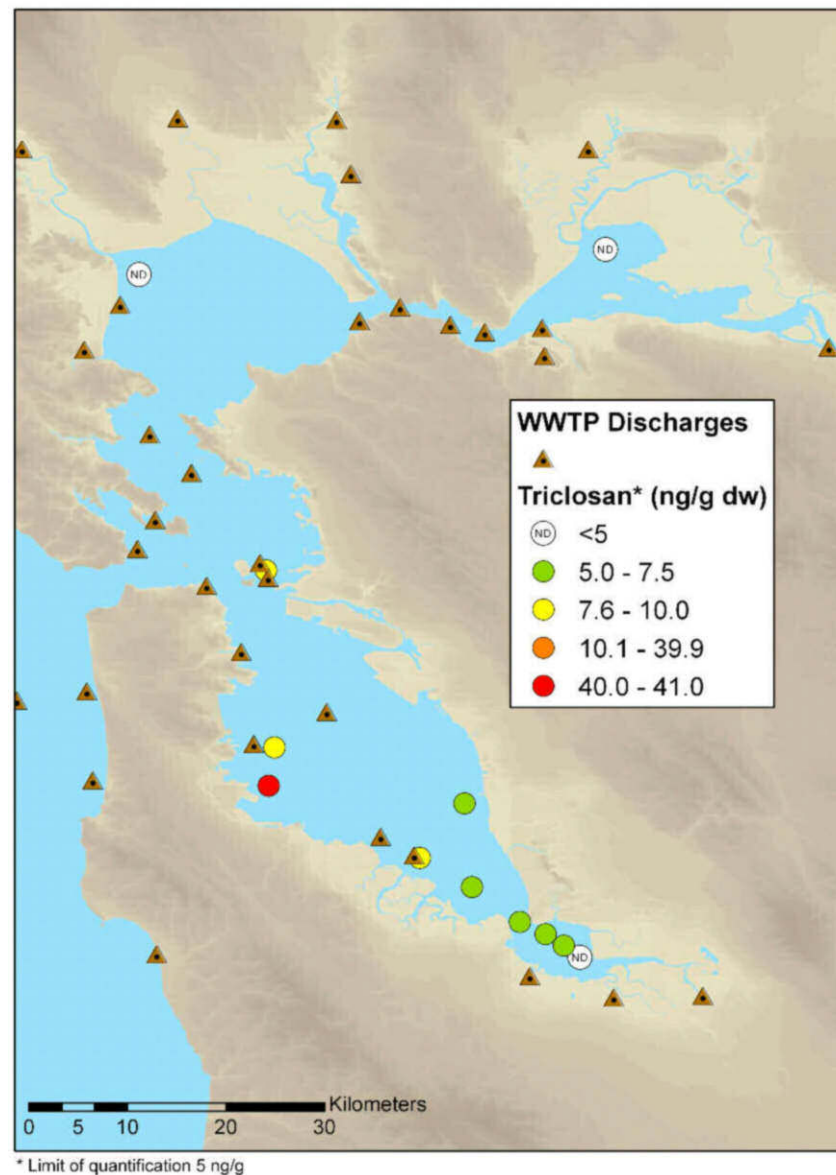 ND
ND
WWTP Discharges
Triclosan* (ng/g dw)
ND <5
5.0 - 7.5
7.6 - 10.0
10.1 - 39.9
40.0 - 41.0
ND
Kilometers
0 5 10 20 30
* Limit of quantification 5 ng/g